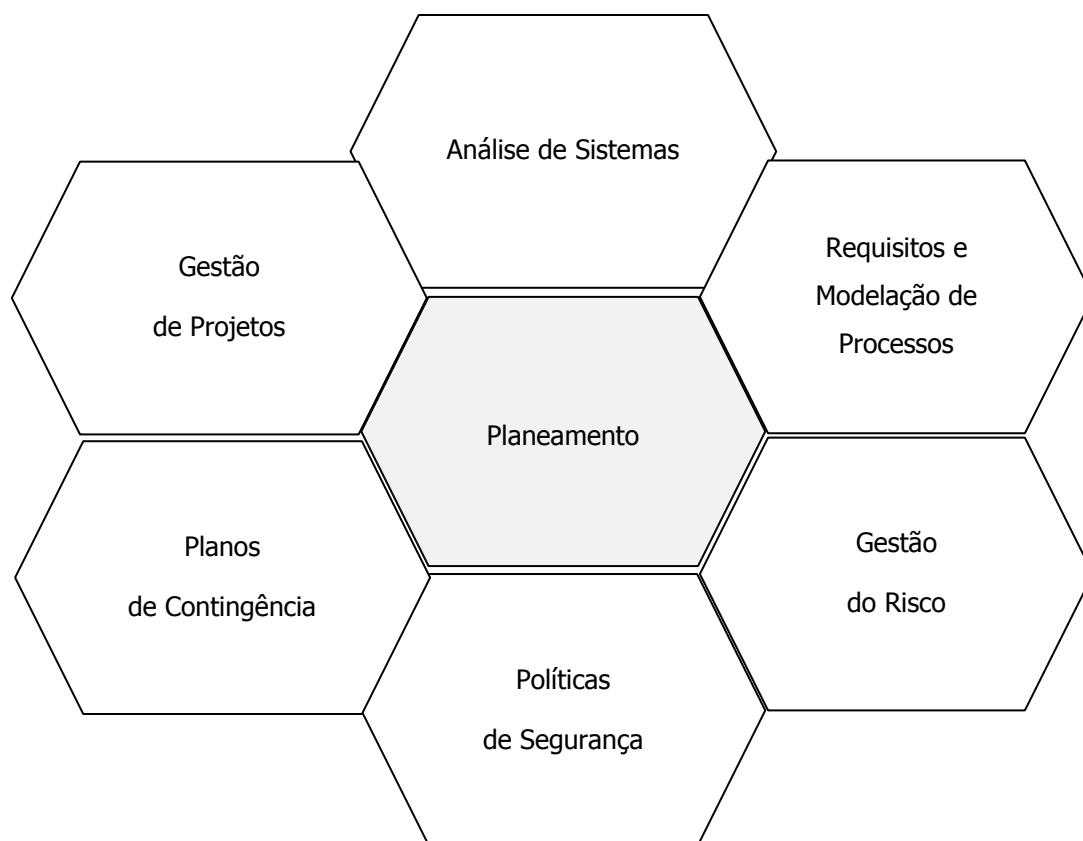 Análise de Sistemas
Gestão
de Projetos
Requisitos e
Modelação de
Processos
Planeamento
Planos
de Contingência
Gestão
do Risco
Políticas
de Segurança